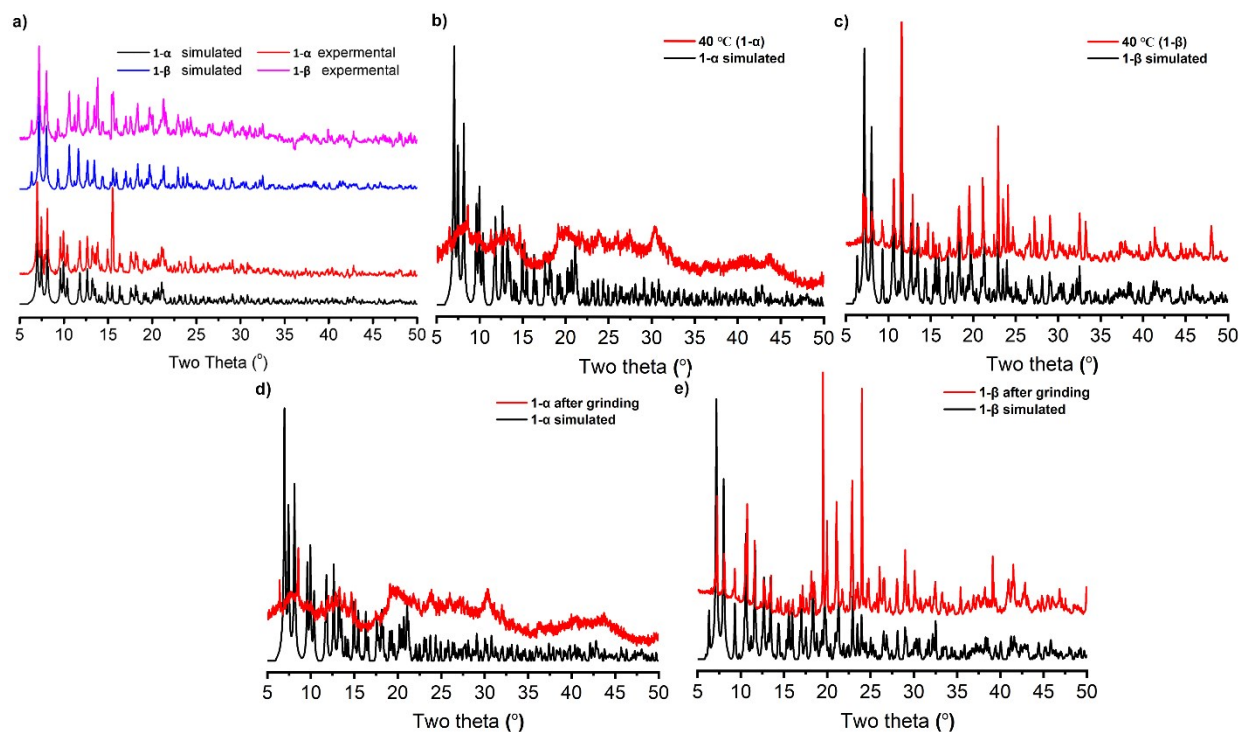 a)
1-α simulated
1-α expermental
1-β simulated
1-β expermental
5 10 15 20 25 30 35 40 45 50
Two Theta (°)
b)
40 °C (1-α)
1-α simulated
5 10 15 20 25 30 35 40 45 50
Two theta (°)
c)
40 °C (1-β)
1-β simulated
5 10 15 20 25 30 35 40 45 50
Two theta (°)
d)
1-α after grinding
1-α simulated
5 10 15 20 25 30 35 40 45 50
Two theta (°)
e)
1-β after grinding
1-β simulated
5 10 15 20 25 30 35 40 45 50
Two theta (°)